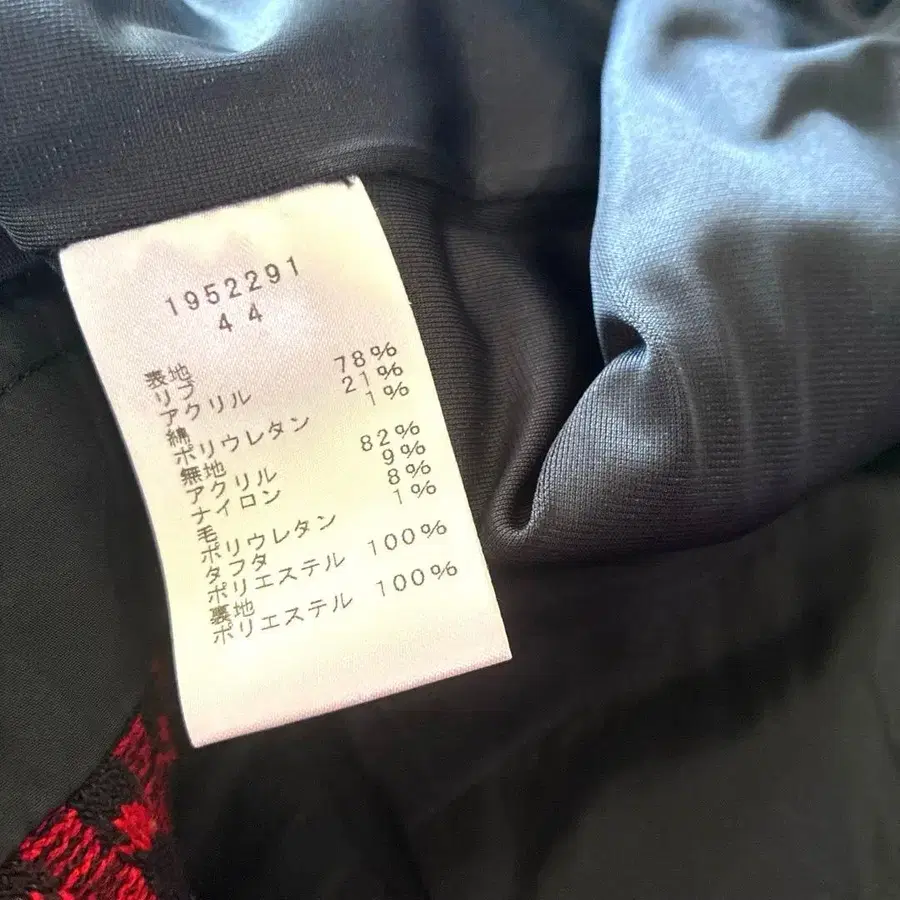 1952291
44
表地
リブ
アクリル 78%
綿 21%
ポリウレタン 1%
無地
アクリル 82%
ナイロン 9%
毛 8%
ポリウレタン 1%
タフタ
ポリエステル 100%
裏地
ポリエステル 100%